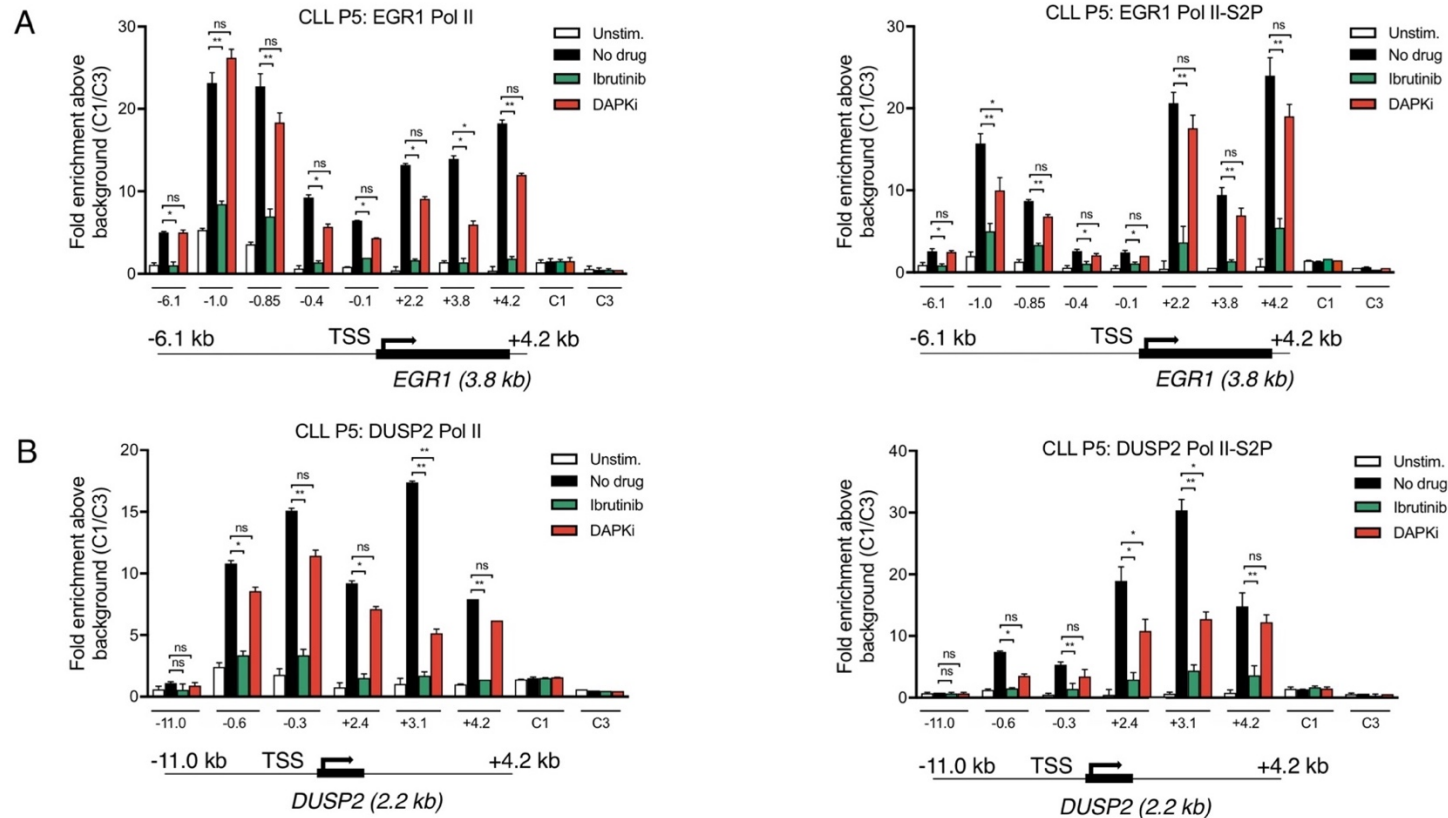 A
CLL P5: EGR1 Pol II
Fold enrichment above
background (C1/C3)
30
20
10
0
ns
**
ns
**
ns
*
ns
*
ns
*
ns
*
*
*
ns
**
Unstim.
No drug
Ibrutinib
DAPKi
-6.1 -1.0 -0.85 -0.4 -0.1 +2.2 +3.8 +4.2 C1 C3
-6.1 kb TSS +4.2 kb
EGR1 (3.8 kb)
CLL P5: EGR1 Pol II-S2P
Fold enrichment above
background (C1/C3)
30
20
10
0
ns
*
*
**
ns
**
ns
*
ns
*
ns
**
ns
**
ns
**
Unstim.
No drug
Ibrutinib
DAPKi
-6.1 -1.0 -0.85 -0.4 -0.1 +2.2 +3.8 +4.2 C1 C3
-6.1 kb TSS +4.2 kb
EGR1 (3.8 kb)
B
CLL P5: DUSP2 Pol II
Fold enrichment above
background (C1/C3)
20
15
10
5
0
ns
ns
ns
*
ns
**
ns
*
**
**
ns
**
Unstim.
No drug
Ibrutinib
DAPKi
-11.0 -0.6 -0.3 +2.4 +3.1 +4.2 C1 C3
-11.0 kb TSS +4.2 kb
DUSP2 (2.2 kb)
CLL P5: DUSP2 Pol II-S2P
Fold enrichment above
background (C1/C3)
40
30
20
10
0
ns
ns
ns
*
ns
**
*
*
*
**
ns
**
Unstim.
No drug
Ibrutinib
DAPKi
-11.0 -0.6 -0.3 +2.4 +3.1 +4.2 C1 C3
-11.0 kb TSS +4.2 kb
DUSP2 (2.2 kb)